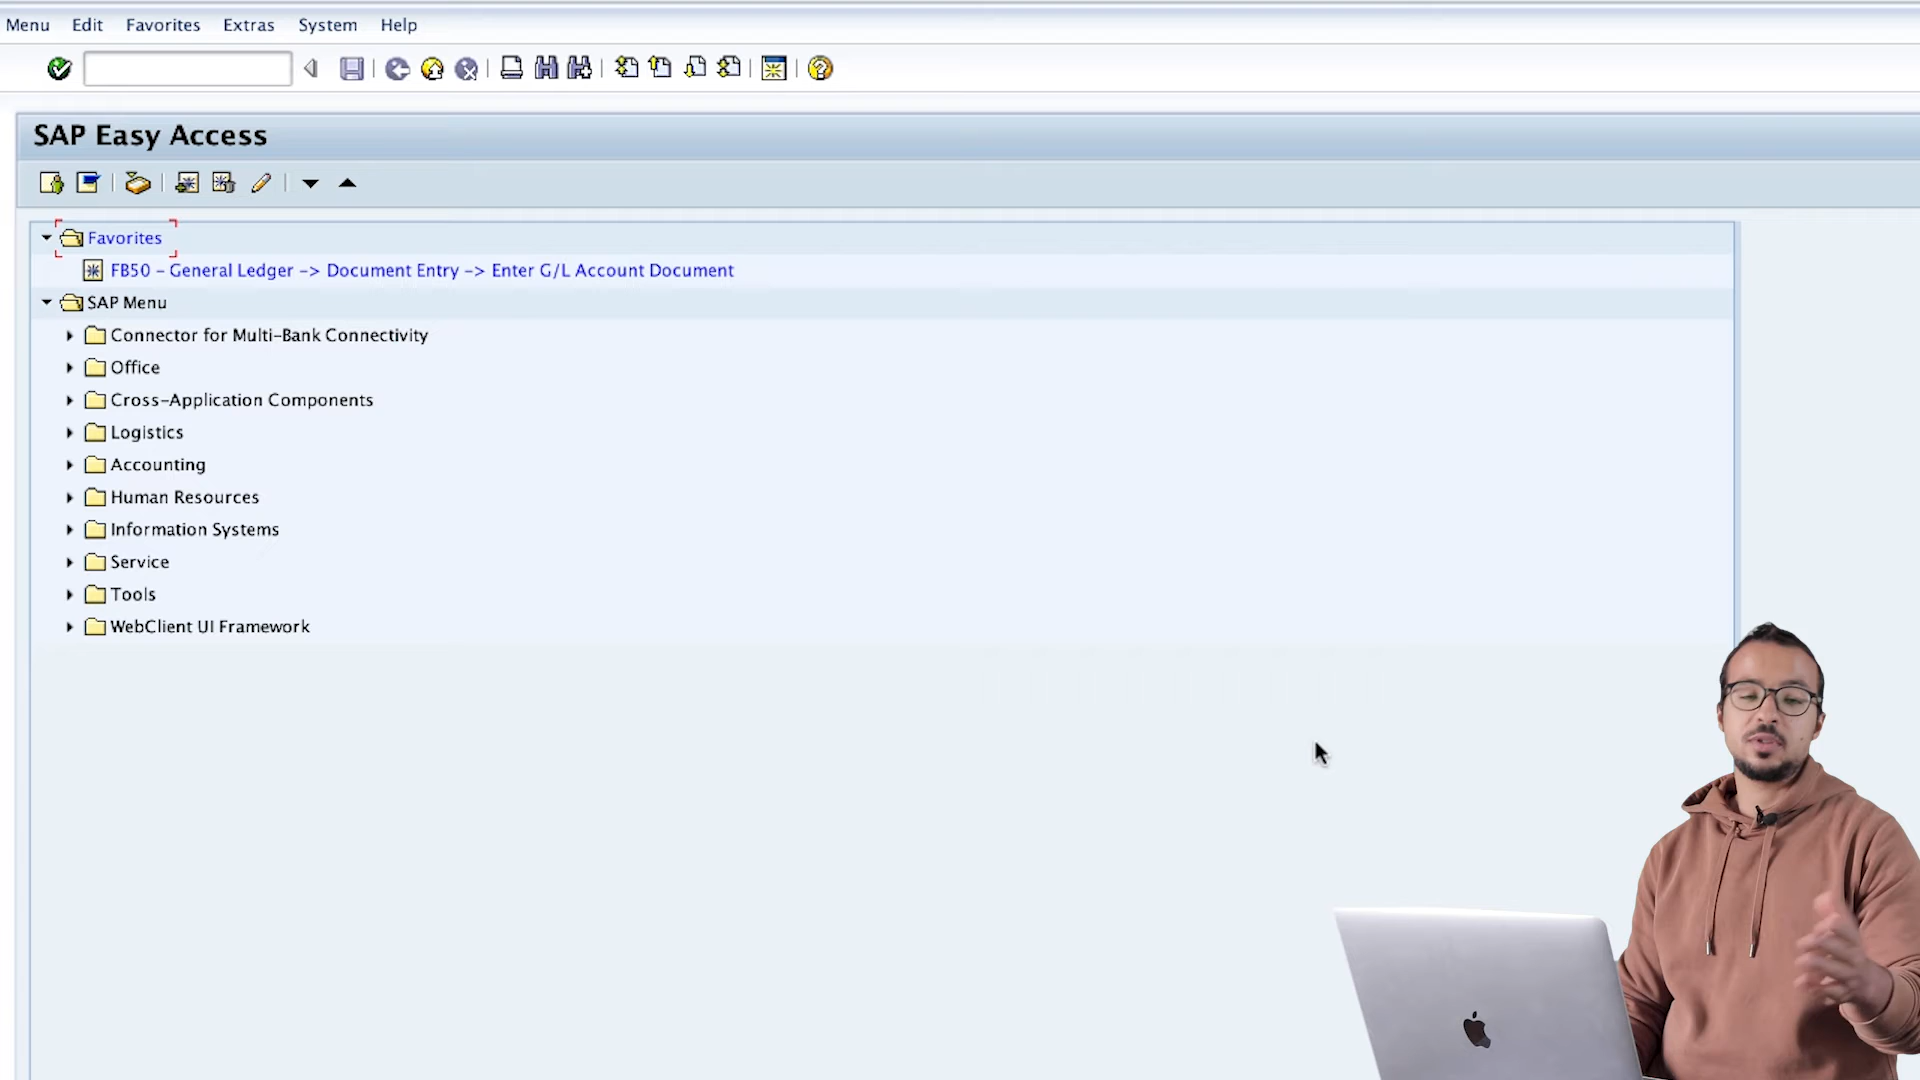 Menu Edit Favorites Extras System Help
SAP Easy Access
Favorites
FB50 - General Ledger -> Document Entry -> Enter G/L Account Document
SAP Menu
Connector for Multi-Bank Connectivity
Office
Cross-Application Components
Logistics
Accounting
Human Resources
Information Systems
Service
Tools
WebClient UI Framework